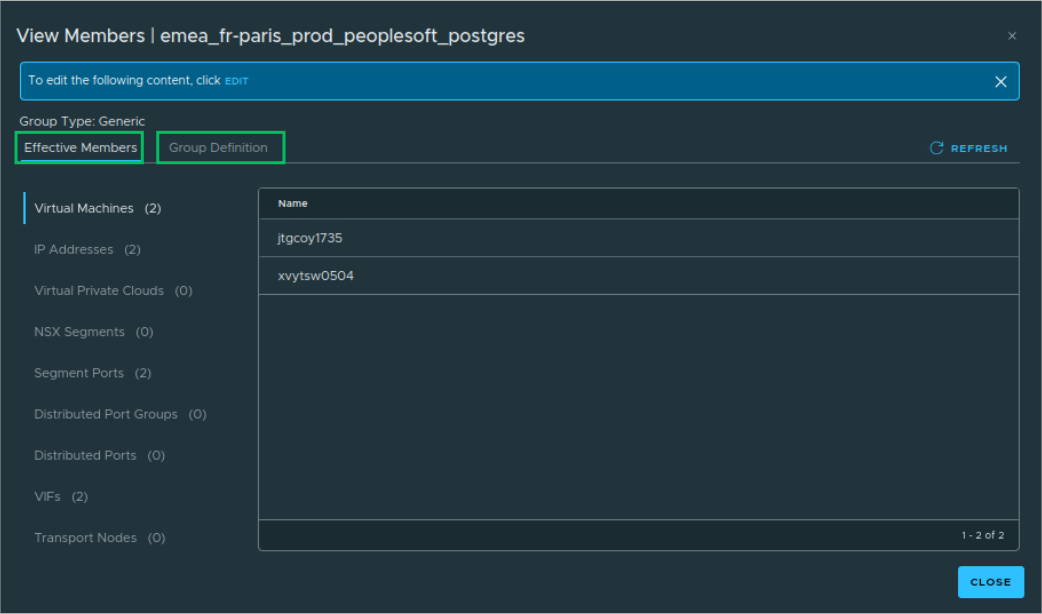 View Members | emea_fr-paris_prod_peoplesoft_postgres
To edit the following content, click EDIT
Group Type: Generic
Effective Members Group Definition REFRESH
Virtual Machines (2)
IP Addresses (2)
Virtual Private Clouds (0)
NSX Segments (0)
Segment Ports (2)
Distributed Port Groups (0)
Distributed Ports (0)
VIFs (2)
Transport Nodes (0)
Name
jtgcoy1735
xvytsw0504
1 - 2 of 2
CLOSE